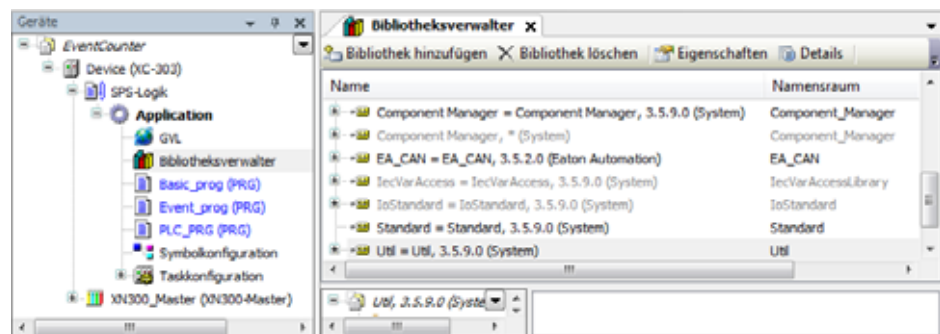 Geräte
EventCounter
Device (XC-303)
SPS-Logik
Application
GVL
Bibliotheksverwalter
Basic_prog (PRG)
Event_prog (PRG)
PLC_PRG (PRG)
Symbolkonfiguration
Taskkonfiguration
XN300_Master (XN300-Master)
Bibliotheksverwalter
Bibliothek hinzufügen Bibliothek löschen Eigenschaften Details
Name Namensraum
Component Manager = Component Manager, 3.5.9.0 (System) Component_Manager
Component Manager, * (System) Component_Manager
EA_CAN = EA_CAN, 3.5.2.0 (Eaton Automation) EA_CAN
IecVarAccess = IecVarAccess, 3.5.9.0 (System) IecVarAccessLibrary
IoStandard = IoStandard, 3.5.9.0 (System) IoStandard
Standard = Standard, 3.5.9.0 (System) Standard
Util = Util, 3.5.9.0 (System) Util
Util, 3.5.9.0 (Syste